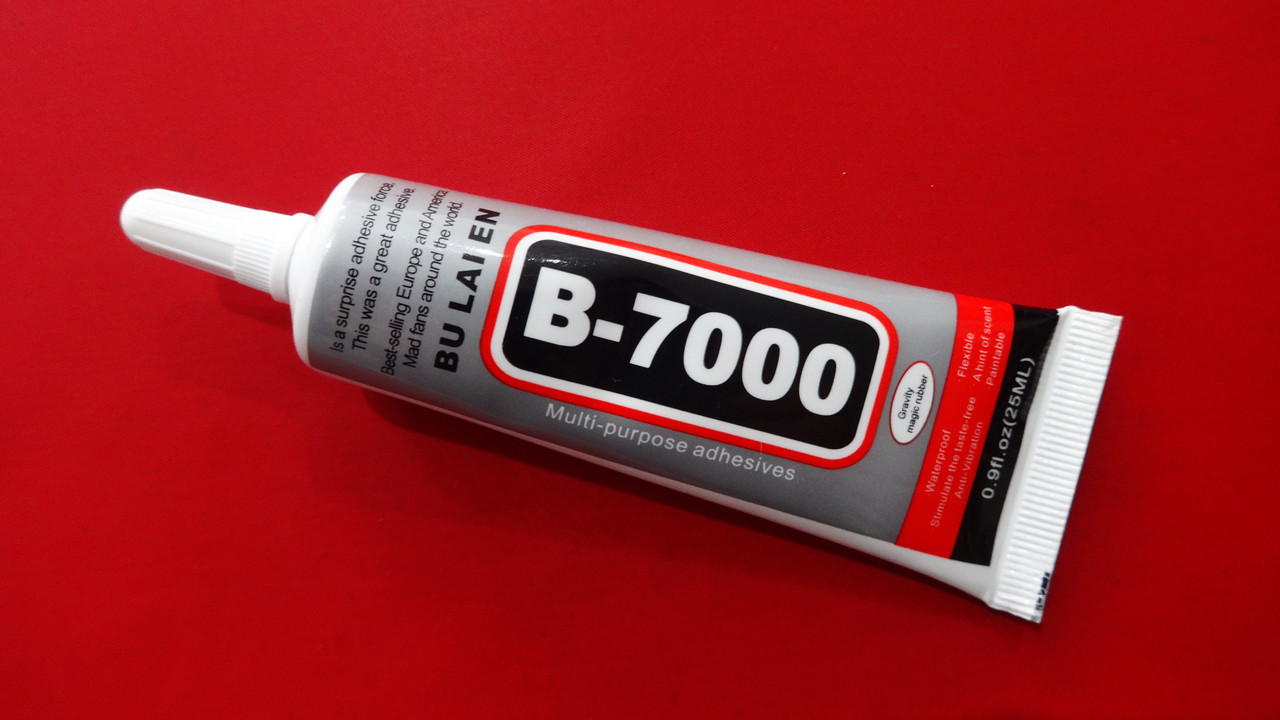 Is a surprise adhesive force.
This was a great adhesive.
Best-selling Europe and America
Mad fans around the world.
BU LAI EN
B-7000
Multi-purpose adhesives
Gravity
magic rubber
Waterproof Flexible
Stimulate the taste-free A hint of scent
Anti-Vibration Paintable
0.9fl.oz(25ML)